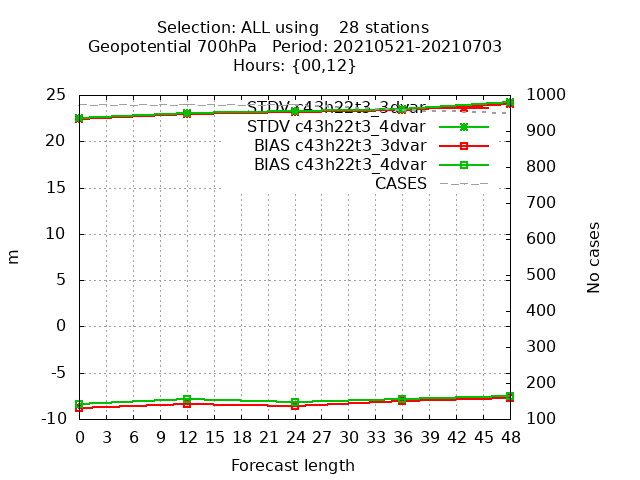 Selection: ALL using 28 stations
Geopotential 700hPa Period: 20210521-20210703
Hours: {00,12}
25 1000
STDV c43h22t3_3dvar
900
STDV c43h22t3_4dvar
20
BIAS c43h22t3_3dvar
BIAS c43h22t3_4dvar
800
CASES
15
700
10 600
m No cases
5 500
400
0
300
-5
200
-10 100
0 3 6 9 12 15 18 21 24 27 30 33 36 39 42 45 48
Forecast length